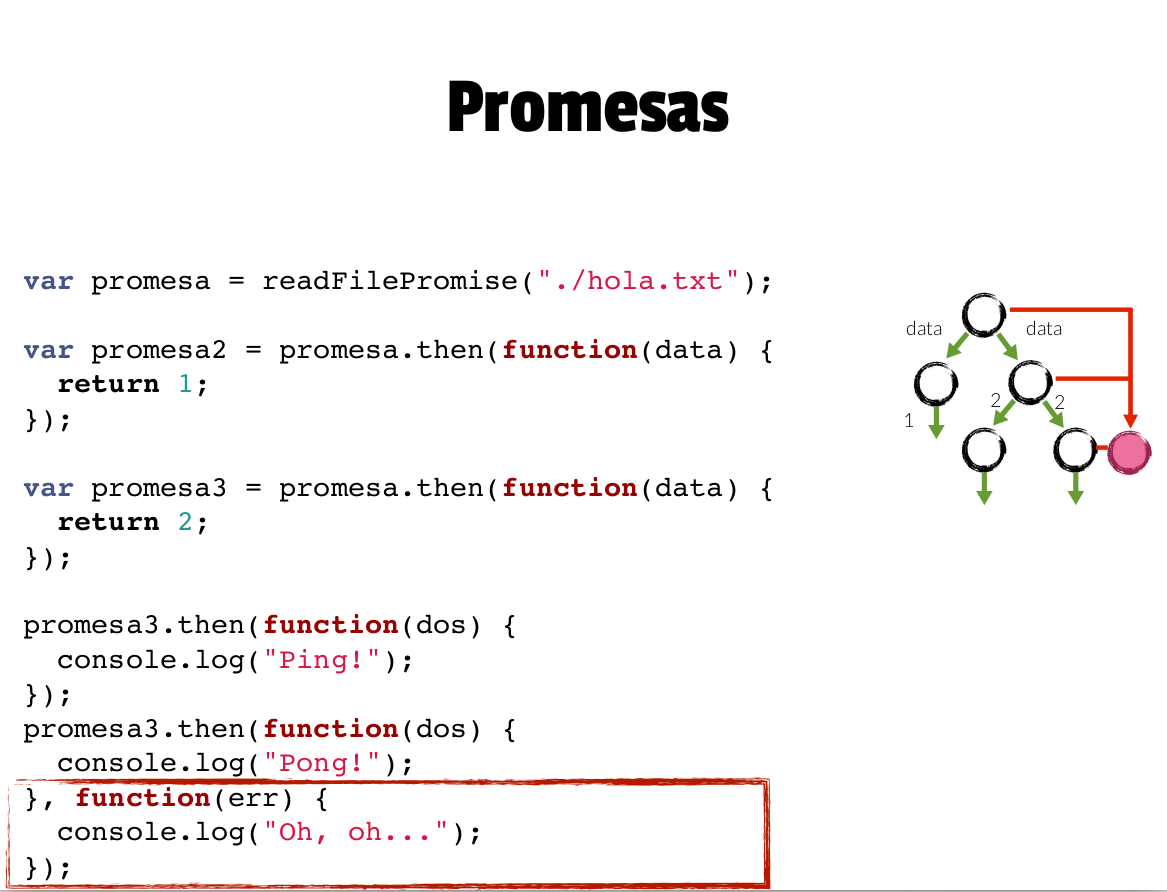 Promesas
var promesa = readFilePromise("./hola.txt");
var promesa2 = promesa.then(function(data) {
  return 1;
});
var promesa3 = promesa.then(function(data) {
  return 2;
});
promesa3.then(function(dos) {
  console.log("Ping!");
});
promesa3.then(function(dos) {
  console.log("Pong!");
}, function(err) {
  console.log("Oh, oh...");
});
data
data
2
2
1